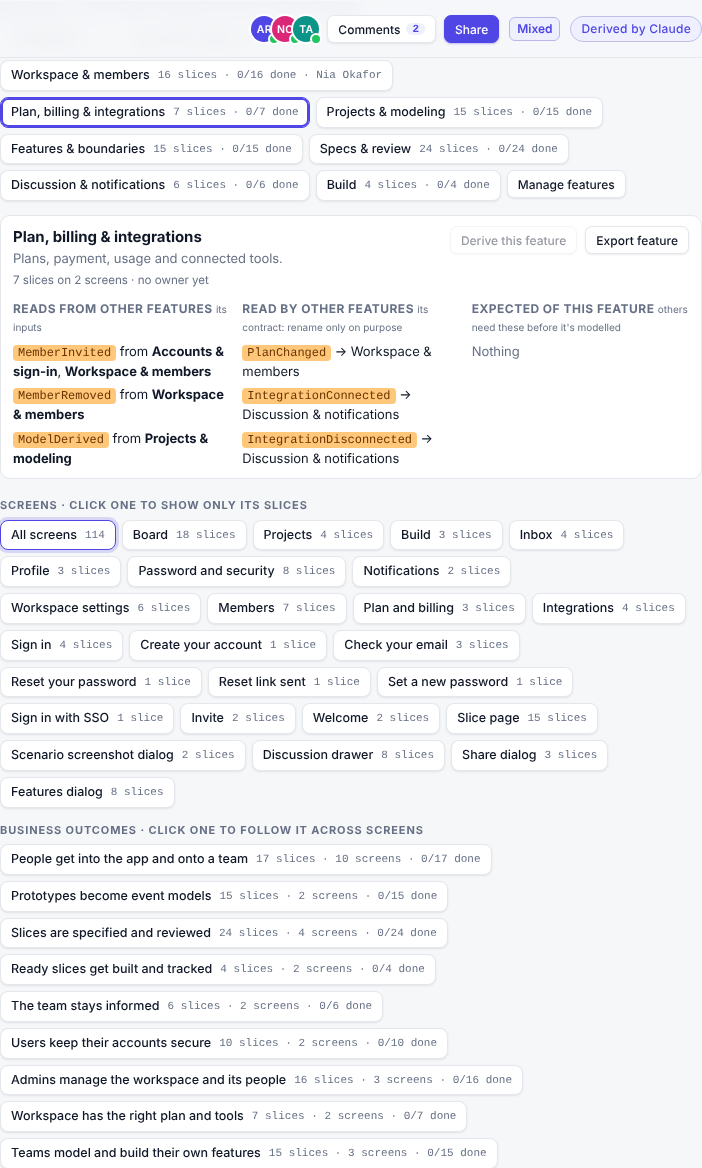 AR NO TA Comments 2 Share Mixed Derived by Claude
Workspace & members 16 slices · 0/16 done · Nia Okafor
Plan, billing & integrations 7 slices · 0/7 done Projects & modeling 15 slices · 0/15 done
Features & boundaries 15 slices · 0/15 done Specs & review 24 slices · 0/24 done
Discussion & notifications 6 slices · 0/6 done Build 4 slices · 0/4 done Manage features
Plan, billing & integrations Derive this feature Export feature
Plans, payment, usage and connected tools.
7 slices on 2 screens · no owner yet
READS FROM OTHER FEATURES its inputs
MemberInvited from Accounts & sign-in, Workspace & members
MemberRemoved from Workspace & members
ModelDerived from Projects & modeling
READ BY OTHER FEATURES its contract: rename only on purpose
PlanChanged → Workspace & members
IntegrationConnected → Discussion & notifications
IntegrationDisconnected → Discussion & notifications
EXPECTED OF THIS FEATURE others need these before it's modelled
Nothing
SCREENS · CLICK ONE TO SHOW ONLY ITS SLICES
All screens 114 Board 18 slices Projects 4 slices Build 3 slices Inbox 4 slices
Profile 3 slices Password and security 8 slices Notifications 2 slices
Workspace settings 6 slices Members 7 slices Plan and billing 3 slices Integrations 4 slices
Sign in 4 slices Create your account 1 slice Check your email 3 slices
Reset your password 1 slice Reset link sent 1 slice Set a new password 1 slice
Sign in with SSO 1 slice Invite 2 slices Welcome 2 slices Slice page 15 slices
Scenario screenshot dialog 2 slices Discussion drawer 8 slices Share dialog 3 slices
Features dialog 8 slices
BUSINESS OUTCOMES · CLICK ONE TO FOLLOW IT ACROSS SCREENS
People get into the app and onto a team 17 slices · 10 screens · 0/17 done
Prototypes become event models 15 slices · 2 screens · 0/15 done
Slices are specified and reviewed 24 slices · 4 screens · 0/24 done
Ready slices get built and tracked 4 slices · 2 screens · 0/4 done
The team stays informed 6 slices · 2 screens · 0/6 done
Users keep their accounts secure 10 slices · 2 screens · 0/10 done
Admins manage the workspace and its people 16 slices · 3 screens · 0/16 done
Workspace has the right plan and tools 7 slices · 2 screens · 0/7 done
Teams model and build their own features 15 slices · 3 screens · 0/15 done